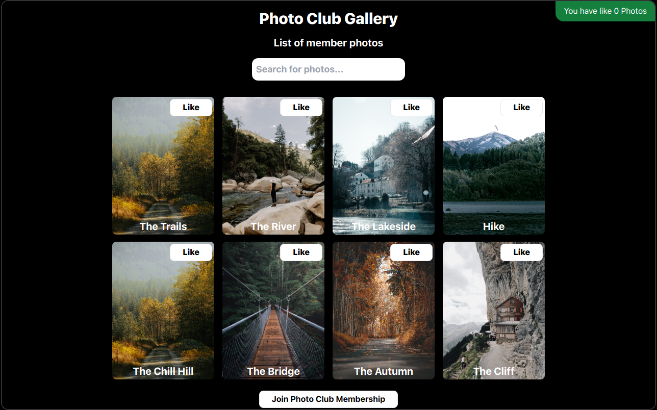 You have like 0 Photos
Photo Club Gallery
List of member photos
Search for photos...
Like
Like
Like
Like
The Trails
The River
The Lakeside
Hike
Like
Like
Like
Like
The Chill Hill
The Bridge
The Autumn
The Cliff
Join Photo Club Membership